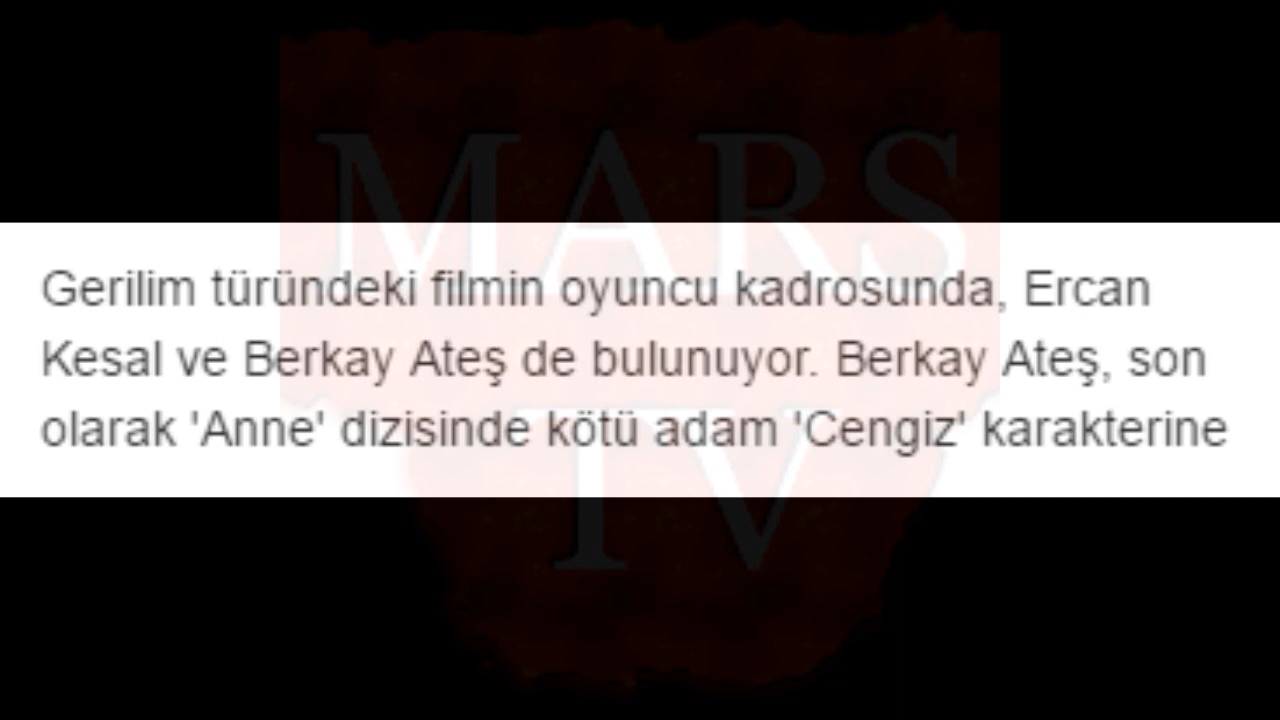 MARS
Gerilim türündeki filmin oyuncu kadrosunda, Ercan
Kesal ve Berkay Ateş de bulunuyor. Berkay Ateş, son
olarak 'Anne' dizisinde kötü adam 'Cengiz' karakterine
TV